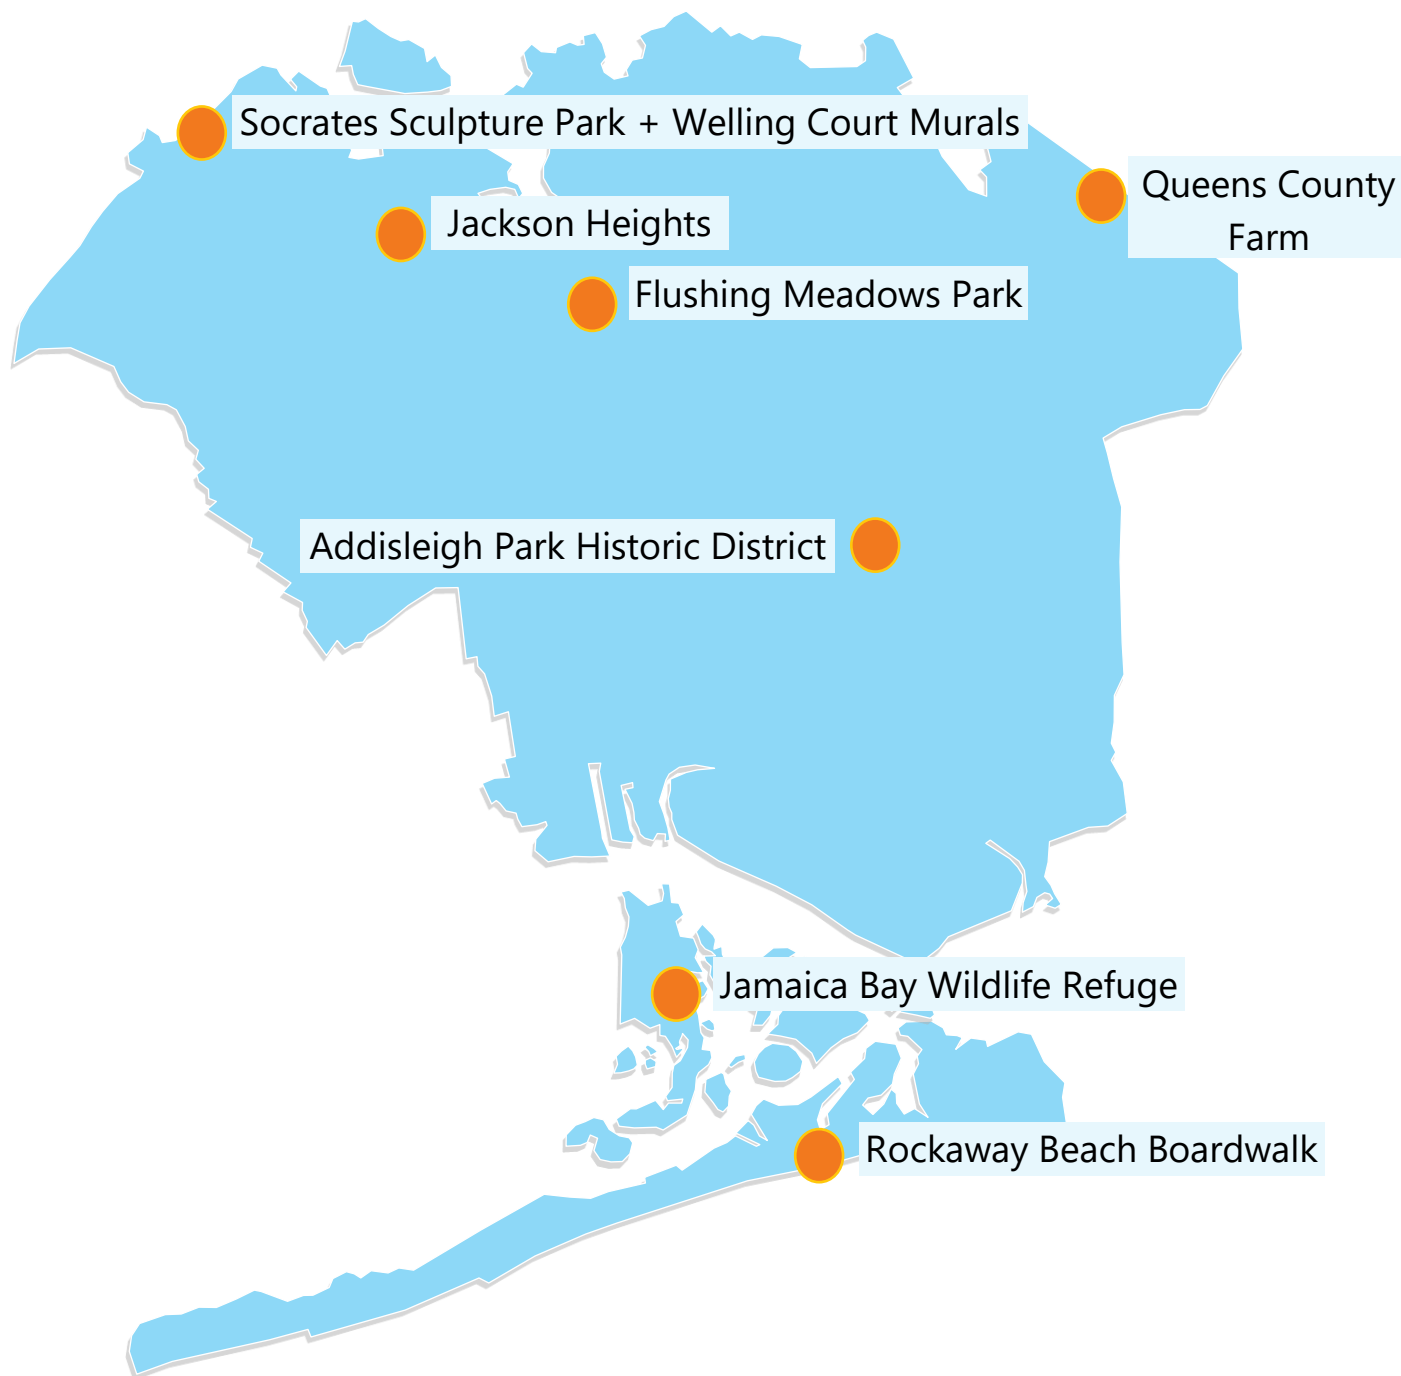 Socrates Sculpture Park + Welling Court Murals
Queens County
Farm
Jackson Heights
Flushing Meadows Park
Addisleigh Park Historic District
Jamaica Bay Wildlife Refuge
Rockaway Beach Boardwalk